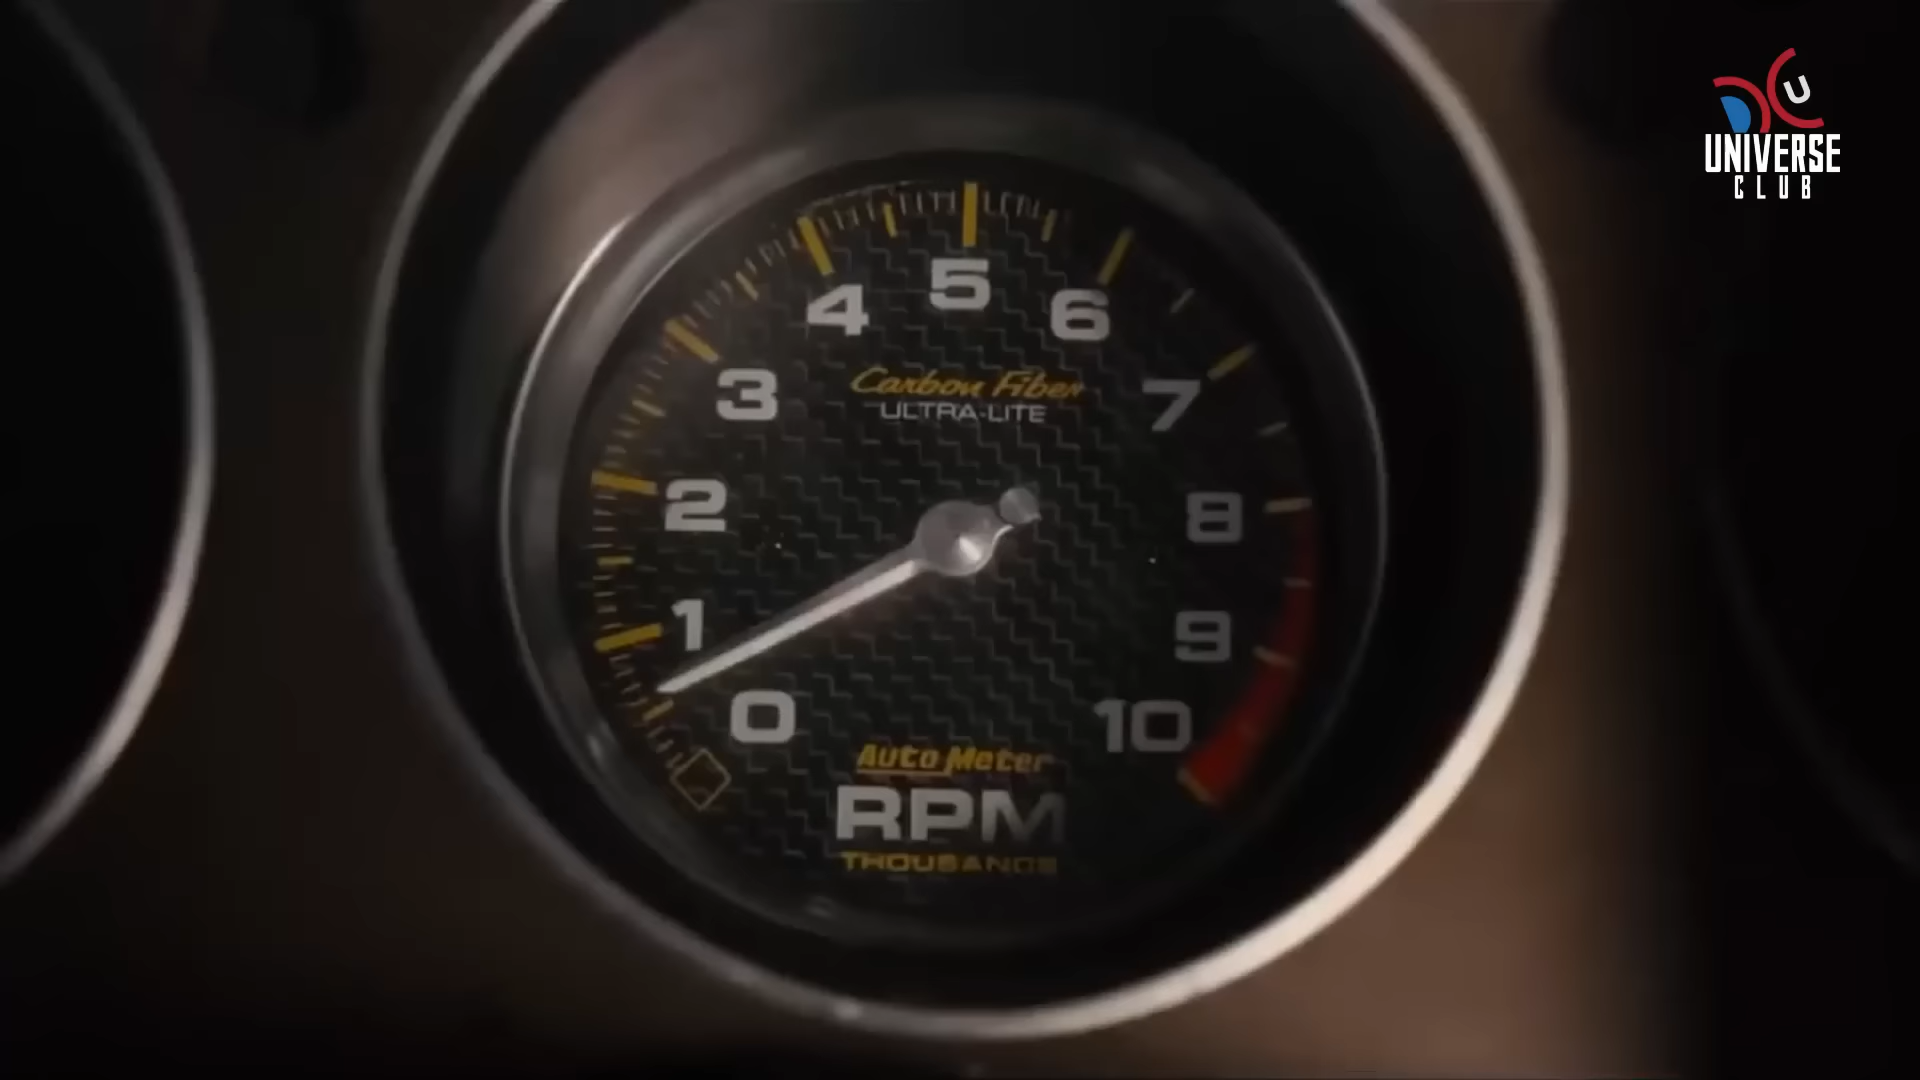 U
UNIVERSE
CLUB
5
4
6
3
Carbon Fiber
7
ULTRA-LITE
2
8
1
9
0
10
Auto Meter
RPM
THOUSANDS